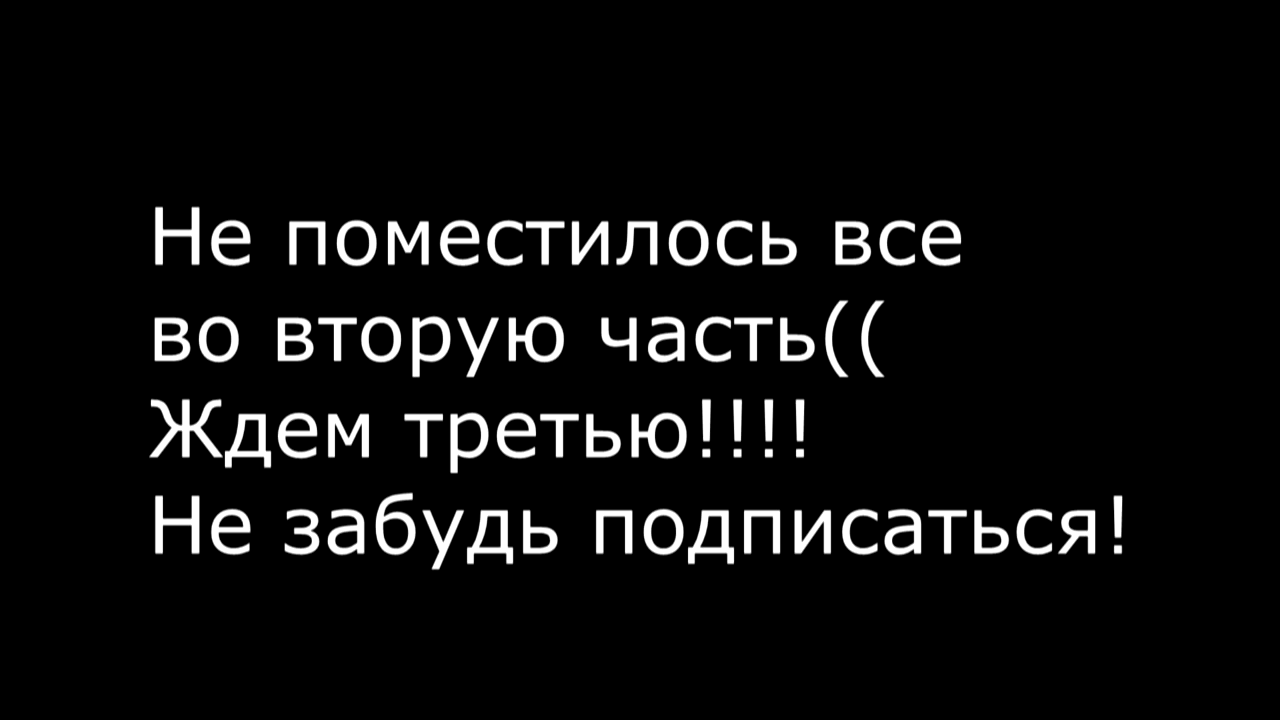 Не поместилось все
во вторую часть((
Ждем третью!!!!
Не забудь подписаться!